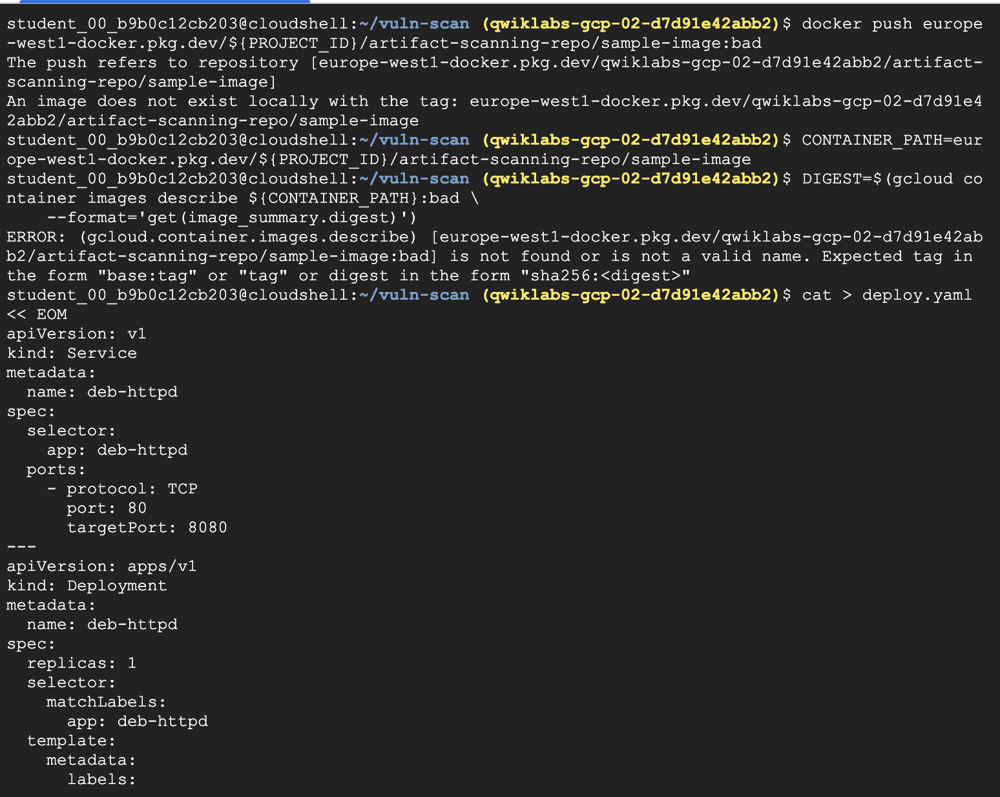 student_00_b9b0c12cb203@cloudshell:~/vuln-scan (qwiklabs-gcp-02-d7d91e42abb2)$ docker push europe
-west1-docker.pkg.dev/${PROJECT_ID}/artifact-scanning-repo/sample-image:bad
The push refers to repository [europe-west1-docker.pkg.dev/qwiklabs-gcp-02-d7d91e42abb2/artifact-
scanning-repo/sample-image]
An image does not exist locally with the tag: europe-west1-docker.pkg.dev/qwiklabs-gcp-02-d7d91e4
2abb2/artifact-scanning-repo/sample-image
student_00_b9b0c12cb203@cloudshell:~/vuln-scan (qwiklabs-gcp-02-d7d91e42abb2)$ CONTAINER_PATH=eur
ope-west1-docker.pkg.dev/${PROJECT_ID}/artifact-scanning-repo/sample-image
student_00_b9b0c12cb203@cloudshell:~/vuln-scan (qwiklabs-gcp-02-d7d91e42abb2)$ DIGEST=$(gcloud co
ntainer images describe ${CONTAINER_PATH}:bad \
    --format='get(image_summary.digest)')
ERROR: (gcloud.container.images.describe) [europe-west1-docker.pkg.dev/qwiklabs-gcp-02-d7d91e42ab
b2/artifact-scanning-repo/sample-image:bad] is not found or is not a valid name. Expected tag in
the form "base:tag" or "tag" or digest in the form "sha256:<digest>"
student_00_b9b0c12cb203@cloudshell:~/vuln-scan (qwiklabs-gcp-02-d7d91e42abb2)$ cat > deploy.yaml
<< EOM
apiVersion: v1
kind: Service
metadata:
  name: deb-httpd
spec:
  selector:
    app: deb-httpd
  ports:
    - protocol: TCP
      port: 80
      targetPort: 8080
---
apiVersion: apps/v1
kind: Deployment
metadata:
  name: deb-httpd
spec:
  replicas: 1
  selector:
    matchLabels:
      app: deb-httpd
  template:
    metadata:
      labels: